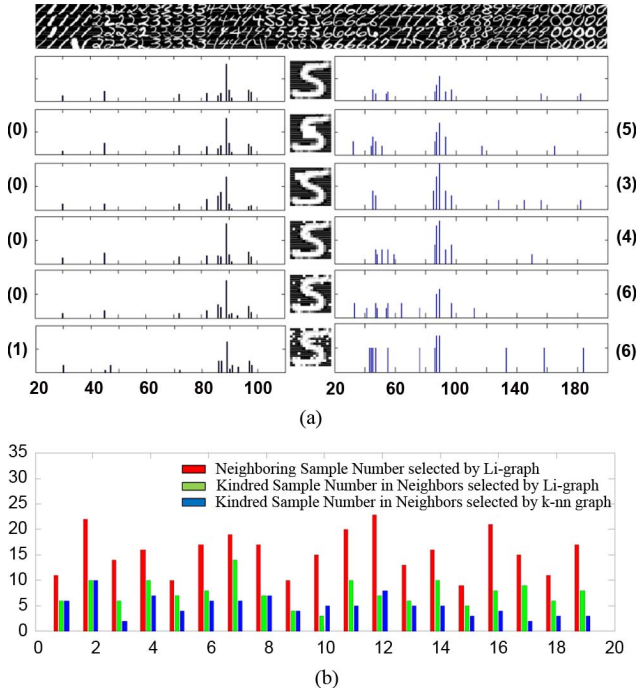 (0) (5)
(0) (3)
(0) (4)
(0) (6)
(1) (6)
20 40 60 80 100 20 60 100 140 180
(a)
35
30
25
20
15
10
5
0
Neighboring Sample Number selected by Li-graph
Kindred Sample Number in Neighbors selected by Li-graph
Kindred Sample Number in Neighbors selected by k-nn graph
0 2 4 6 8 10 12 14 16 18 20
(b)